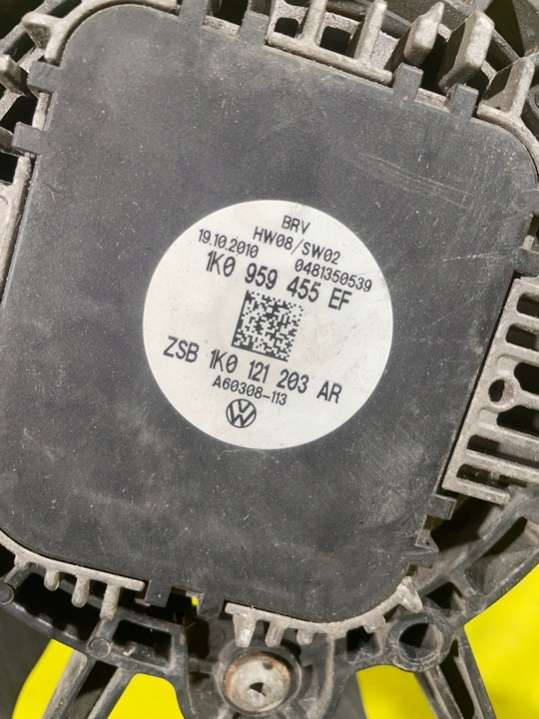 BRV
HW08/SW02
19.10.2010 0481350539
1K0 959 455 EF
ZSB 1K0 121 203 AR
A60308-113